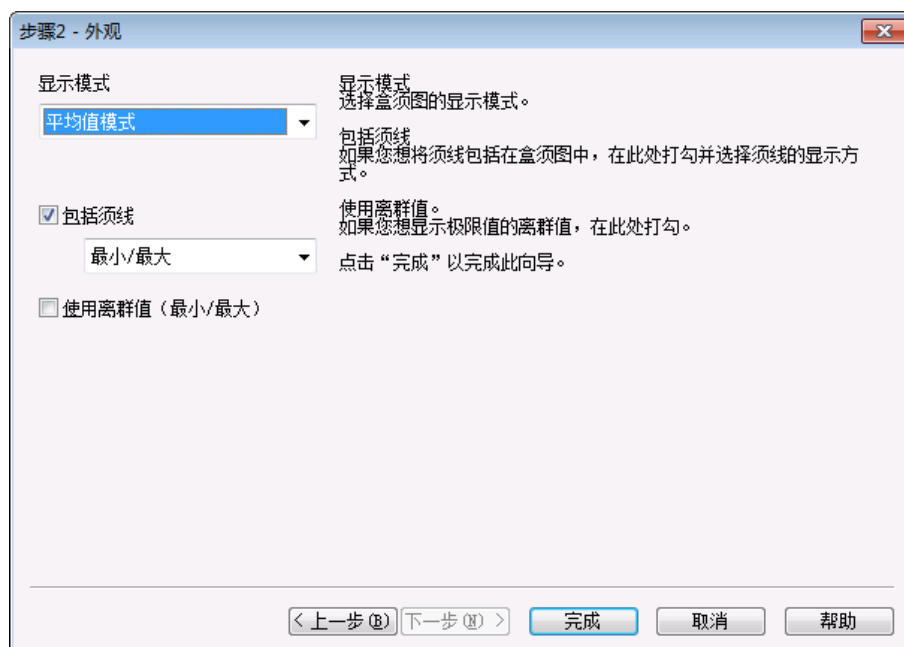 步骤2 - 外观
显示模式
平均值模式
包括须线
最小/最大
使用离群值（最小/最大）
显示模式
选择盒须图的显示模式。
包括须线
如果您想将须线包括在盒须图中，在此处打勾并选择须线的显示方
式。
使用离群值。
如果您想显示极限值的离群值，在此处打勾。
点击“完成”以完成此向导。
< 上一步(B) 下一步(N) > 完成 取消 帮助